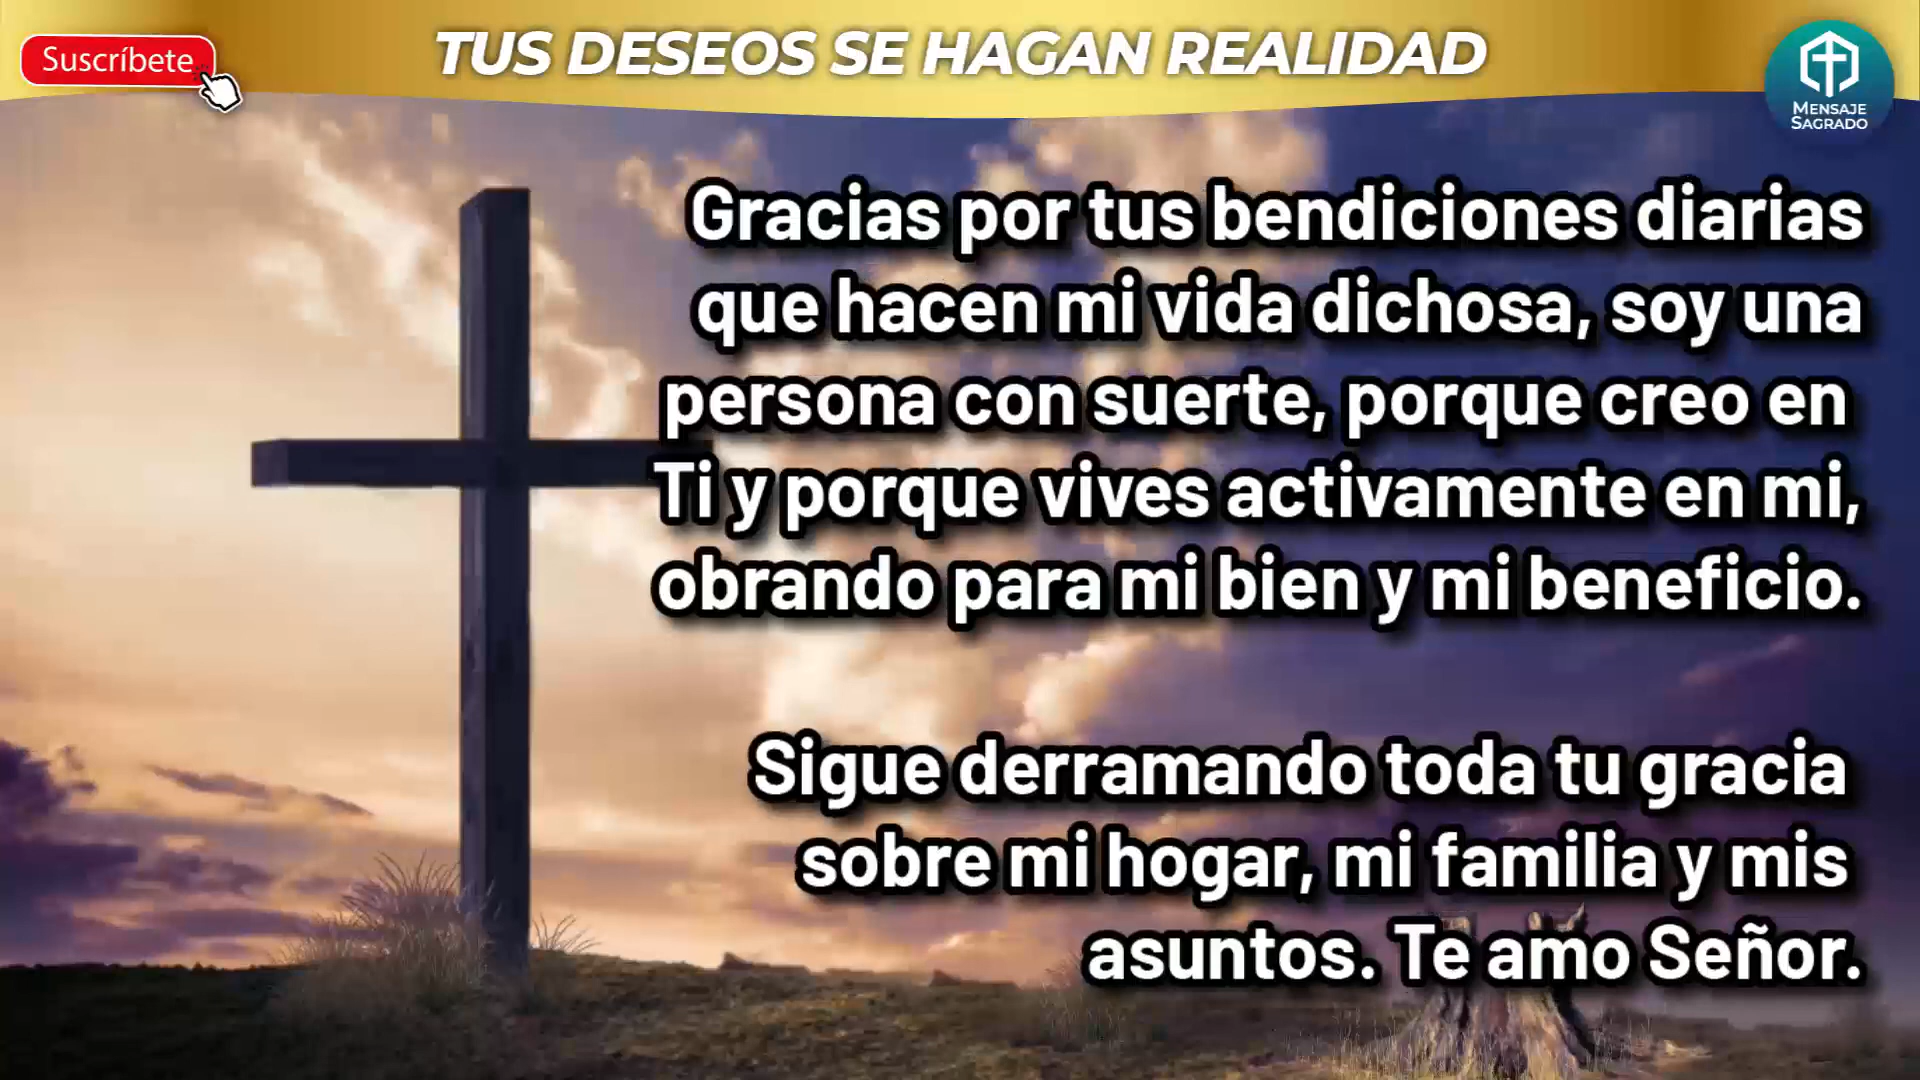 Suscríbete
TUS DESEOS SE HAGAN REALIDAD
MENSAJE
SAGRADO
Gracias por tus bendiciones diarias
que hacen mi vida dichosa, soy una
persona con suerte, porque creo en
Ti y porque vives activamente en mi,
obrando para mi bien y mi beneficio.
Sigue derramando toda tu gracia
sobre mi hogar, mi familia y mis
asuntos. Te amo Señor.